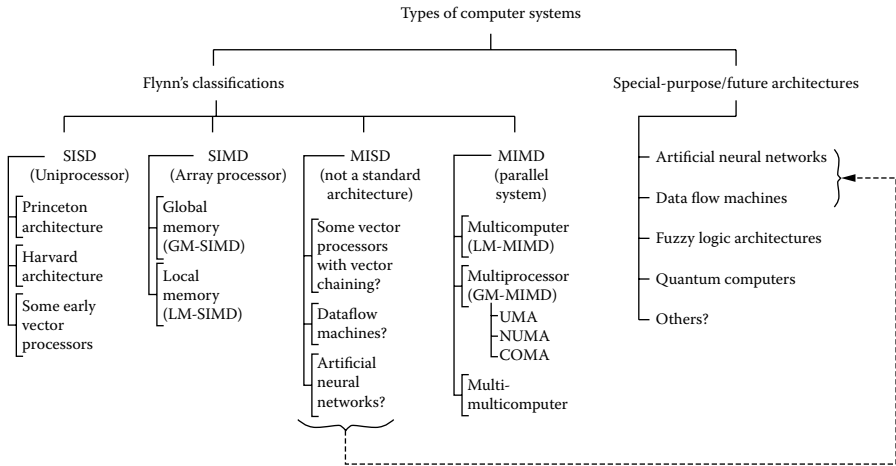 Types of computer systems
Flynn's classifications
Special-purpose/future architectures
SISD
(Uniprocessor)
Princeton
architecture
Harvard
architecture
Some early
vector
processors
SIMD
(Array processor)
Global
memory
(GM-SIMD)
Local
memory
(LM-SIMD)
MISD
(not a standard
architecture)
Some vector
processors
with vector
chaining?
Dataflow
machines?
Artificial
neural
networks?
MIMD
(parallel
system)
Multicomputer
(LM-MIMD)
Multiprocessor
(GM-MIMD)
UMA
NUMA
COMA
Multi-
multicomputer
Artificial neural networks
Data flow machines
Fuzzy logic architectures
Quantum computers
Others?